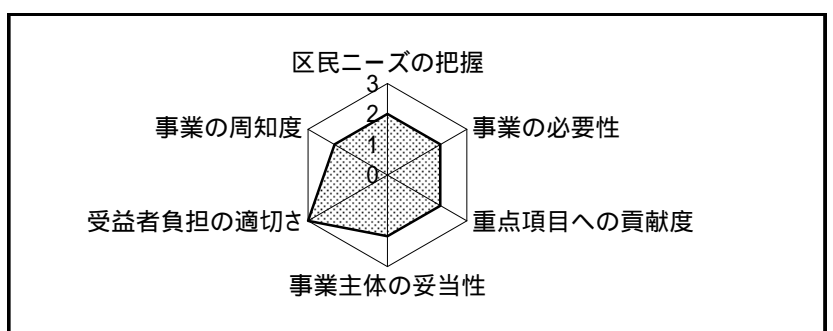 区民ニーズの把握
3
事業の周知度
2
事業の必要性
1
0
受益者負担の適切さ
重点項目への貢献度
事業主体の妥当性